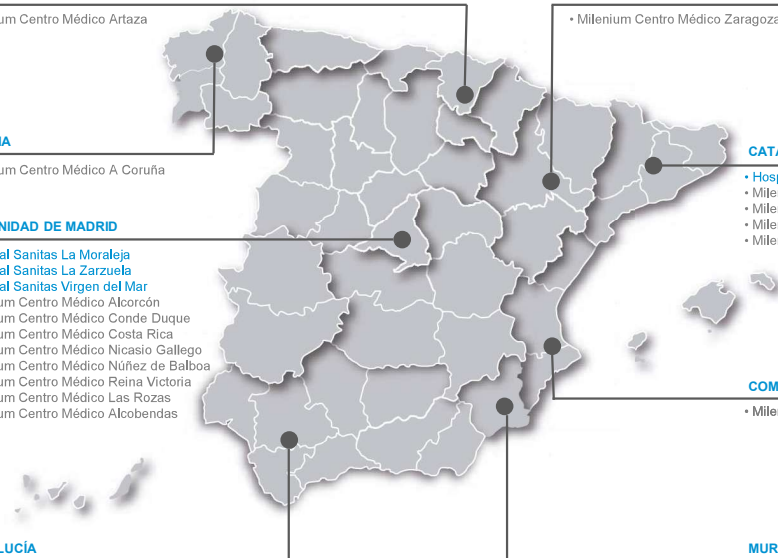 um Centro Médico Artaza
• Milenium Centro Médico Zaragoza
IA
um Centro Médico A Coruña
NIDAD DE MADRID
al Sanitas La Moraleja
al Sanitas La Zarzuela
al Sanitas Virgen del Mar
um Centro Médico Alcorcón
um Centro Médico Conde Duque
um Centro Médico Costa Rica
um Centro Médico Nicasio Gallego
um Centro Médico Núñez de Balboa
um Centro Médico Reina Victoria
um Centro Médico Las Rozas
um Centro Médico Alcobendas
CATA
• Hosp
• Mile
• Mile
• Mile
• Mile
COM
• Mile
LUCÍA
MUR